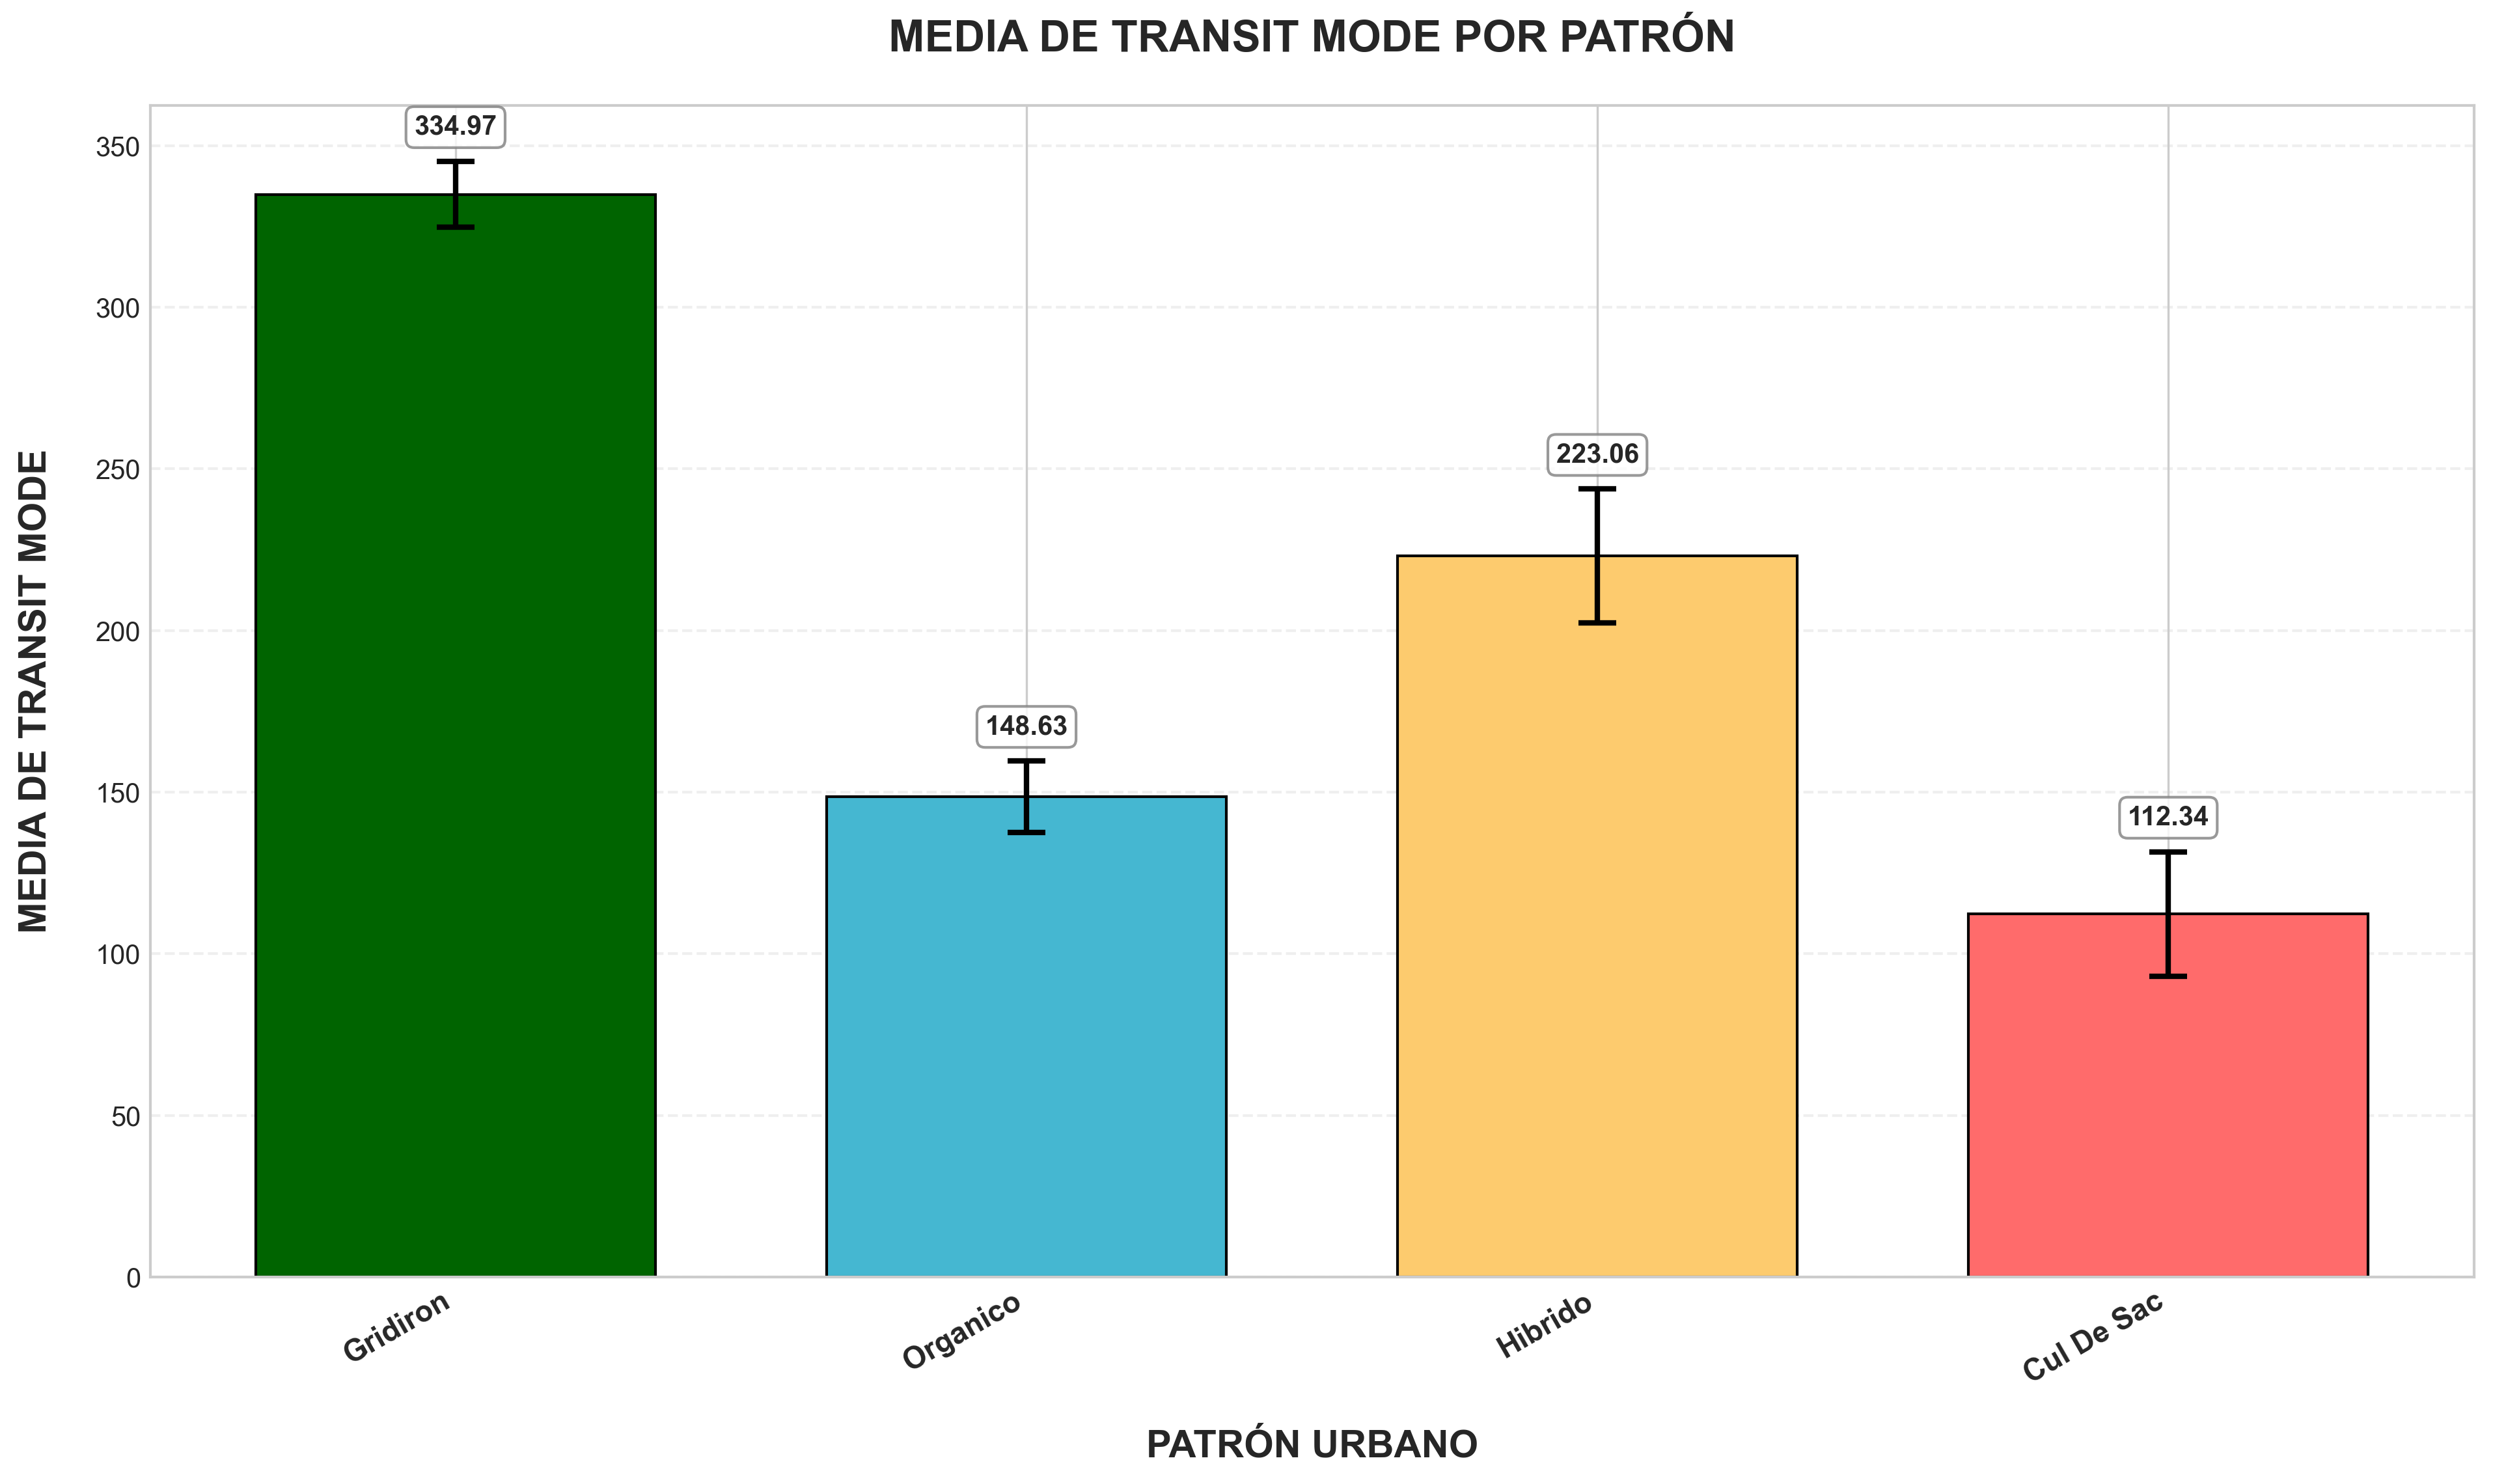 MEDIA DE TRANSIT MODE POR PATRÓN
MEDIA DE TRANSIT MODE
350
300
250
200
150
100
50
0
334.97
148.63
223.06
112.34
Gridiron
Organico
Hibrido
Cul De Sac
PATRÓN URBANO